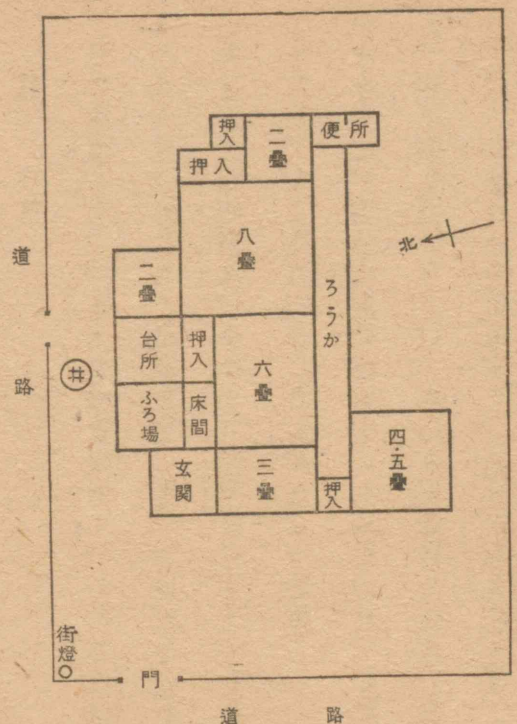 押入
二疊
便所
押入
八疊
北
道路
二疊
ろうか
台所
押入
六疊
井
ふろ場
床間
四・五疊
玄関
三疊
押入
街燈
門
道路